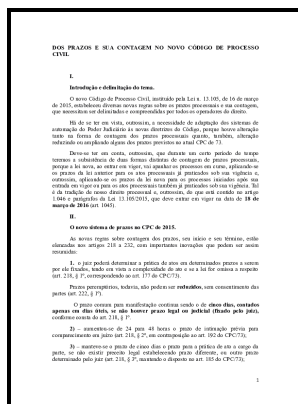 DOS PRAZOS E SUA CONTAGEM NO NOVO CÓDIGO DE PROCESSO
CIVIL.
I.
Introdução e delimitação do tema.
O novo Código de Processo Civil, instituído pela Lei n. 13.105, de 16 de março
de 2015, estabeleceu diversas novas regras sobre os prazos processuais e sua contagem,
que necessitam ser delimitadas e compreendidas por todos os operadores do direito.
Há de se ter em vista, outrossim, a necessidade de adaptação dos sistemas de
automação do Poder Judiciário às novas diretrizes do Código, porque houve alteração
tanto na forma de contagem dos prazos processuais quanto, também, alteração
reduzindo ou ampliando alguns dos prazos previstos no atual CPC de 73.
Deve-se ter em conta, outrossim, que durante um certo período de tempo
teremos a subsistência de duas formas distintas de contagem de prazos processuais,
porque a lei nova, ao entrar em vigor, vai apanhar os processos em curso, aplicando-se
os prazos da lei anterior para os atos processuais já praticados sob sua vigência e,
outrossim, aplicando-se os prazos da lei nova para os processos iniciados após sua
entrada em vigor ou para os atos processuais também já praticados sob sua vigência. Tal
é da tradição de nosso direito processual e, outrossim, do que está contido no artigo
1.046 e parágrafos da Lei 13.105/2015, que deve entrar em vigor na data de 18 de
março de 2016 (art. 1045).
II.
O novo sistema de prazos no CPC de 2015.
As novas regras sobre contagem dos prazos, seu início e seu término, estão
elencadas nos artigos 218 a 232, com importantes inovações que podem ser assim
resumidas:
1. o juiz poderá determinar a prática de atos em determinados prazos a serem
por ele fixados, tendo em vista a complexidade do ato e se a lei for omissa a respeito
(art. 218, § 1º, correspondendo ao art. 177 do CPC/73);
Prazos peremptórios, todavia, não podem ser reduzidos, sem consentimento das
partes (art. 222, § 1º).
O prazo comum para manifestação continua sendo o de cinco dias, contados
apenas em dias úteis, se não houver prazo legal ou judicial (fixado pelo juiz),
conforme consta do art. 218, § 1º.
2) – aumentou-se de 24 para 48 horas o prazo de intimação prévia para
comparecimento em juízo (art. 218, § 2º, em contraposição ao art. 192 do CPC/73);
3) – manteve-se o prazo de cinco dias o prazo para a prática de ato a cargo da
parte, se não existir preceito legal estabelecendo prazo diferente, ou outro prazo
determinado pelo juiz (art. 218, § 3º, mantendo o disposto no art. 185 do CPC/73);
1